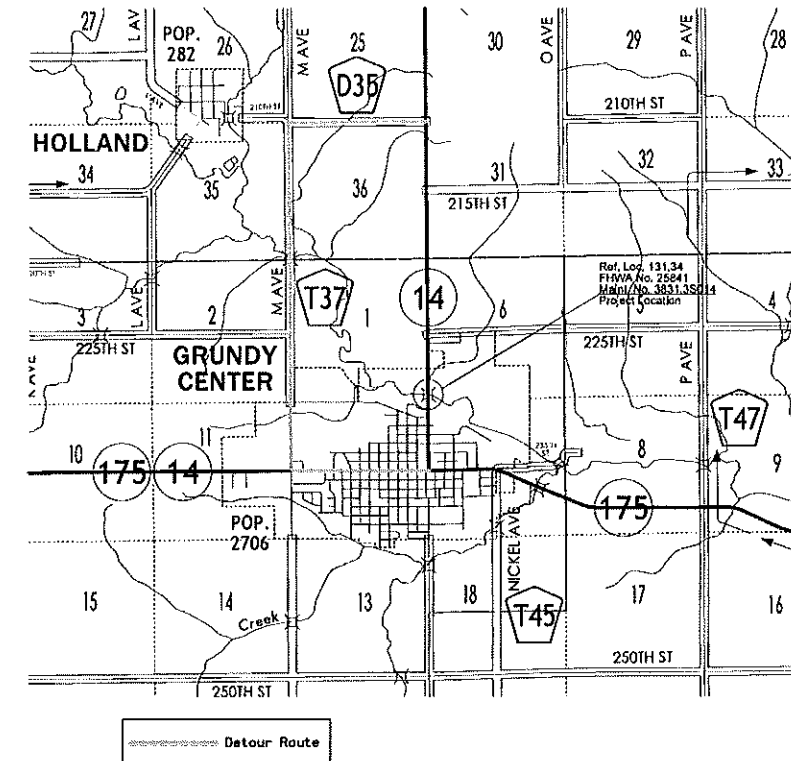 27
L AVE
POP.
282
26
M AVE
25
30
O AVE
29
P AVE
28
D35
210TH ST
210TH ST
HOLLAND
34
35
36
31
32
33
215TH ST
Ref. Loc. 131.34
FHWA No. 25841
Maint. No. 3831.3S014
Project Location
3
L AVE
2
M AVE
T37
1
14
6
5
4
225TH ST
225TH ST
K AVE
GRUNDY
CENTER
P AVE
T47
10
11
8
9
175
14
175
POP.
2706
NICKEL AVE
15
14
13
18
17
16
Creek
T45
250TH ST
250TH ST
Detour Route